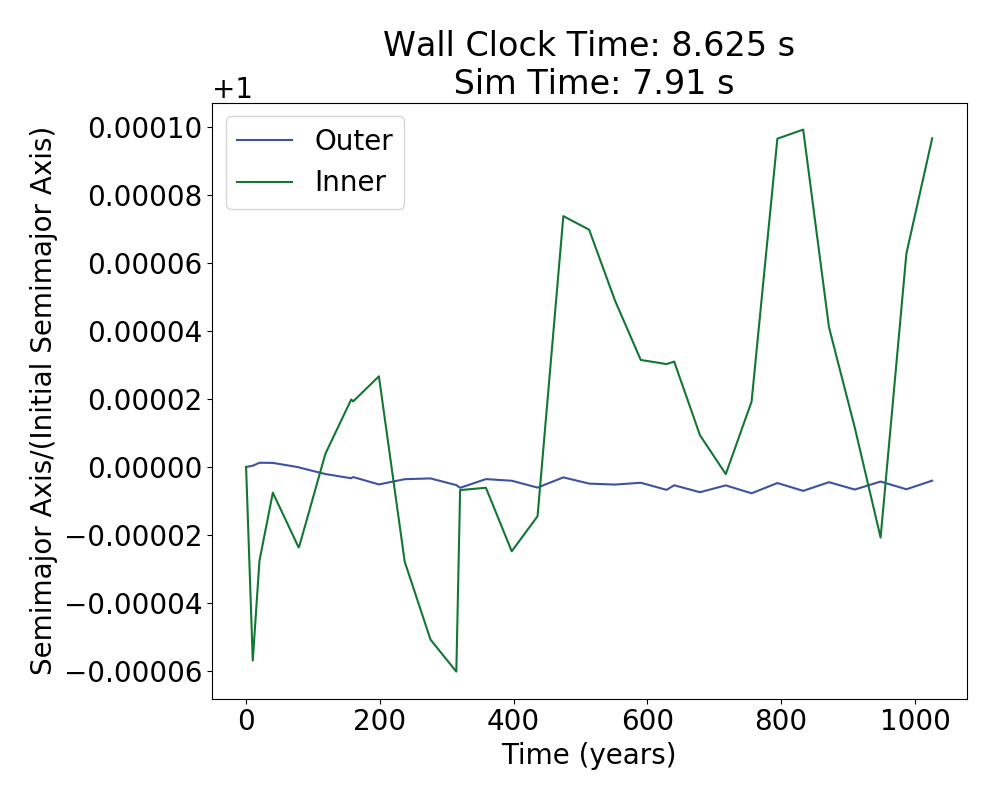 Wall Clock Time: 8.625 s
Sim Time: 7.91 s
+1
Outer
Inner
0.00010
0.00008
0.00006
0.00004
0.00002
0.00000
−0.00002
−0.00004
−0.00006
Semimajor Axis/(Initial Semimajor Axis)
0 200 400 600 800 1000
Time (years)